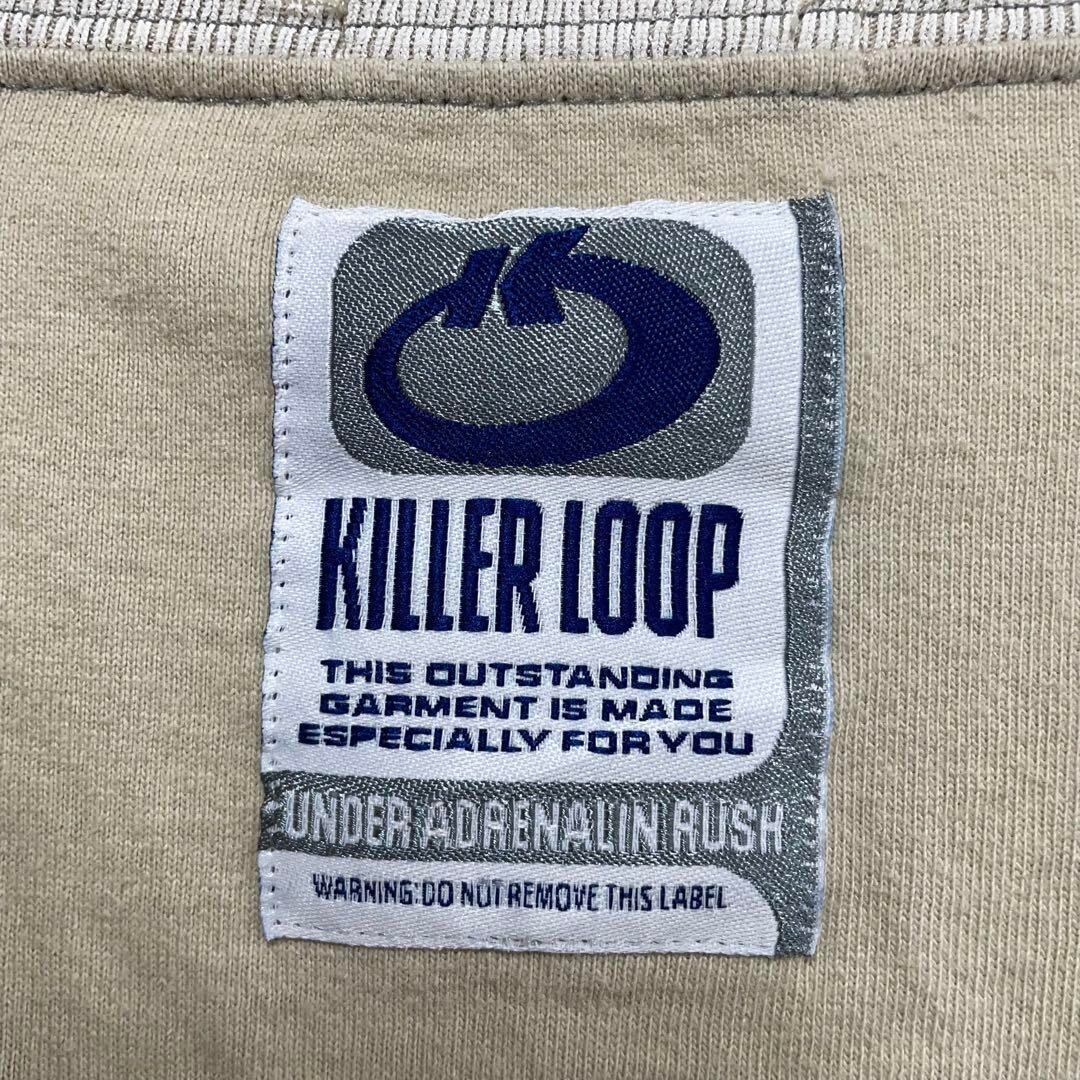 K
KILLER LOOP
THIS OUTSTANDING
GARMENT IS MADE
ESPECIALLY FOR YOU
UNDER ADRENALIN RUSH
WARNING: DO NOT REMOVE THIS LABEL